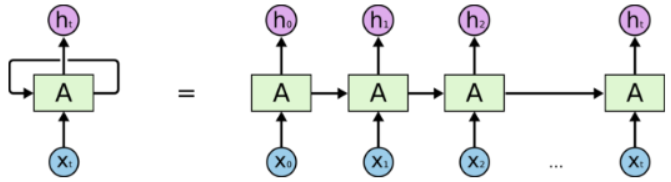 hₜ h₀ h₁ h₂ hₜ
A = A A A A
xₜ x₀ x₁ x₂ ... xₜ